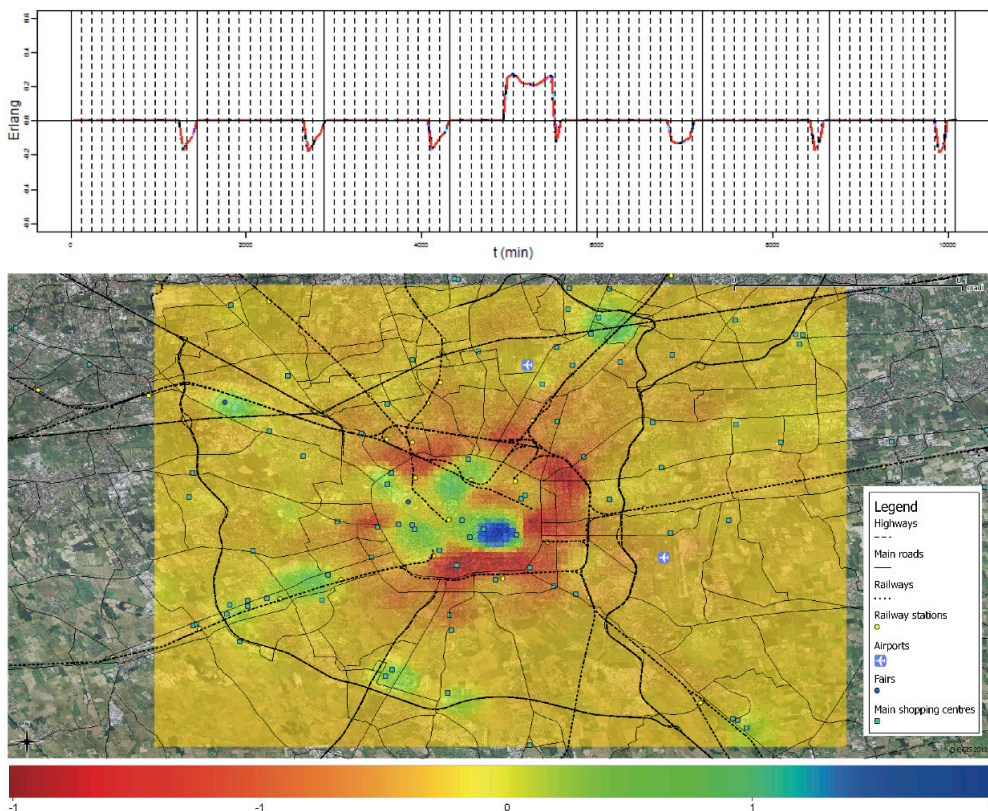 0.6
0.4
0.2
0.0
-0.2
-0.4
-0.6
Erlang
0 2000 4000 6000 8000 10000
t (min)
Legend
Highways
Main roads
Railways
Railway stations
Airports
Fairs
Main shopping centres
-1 -1 0 1